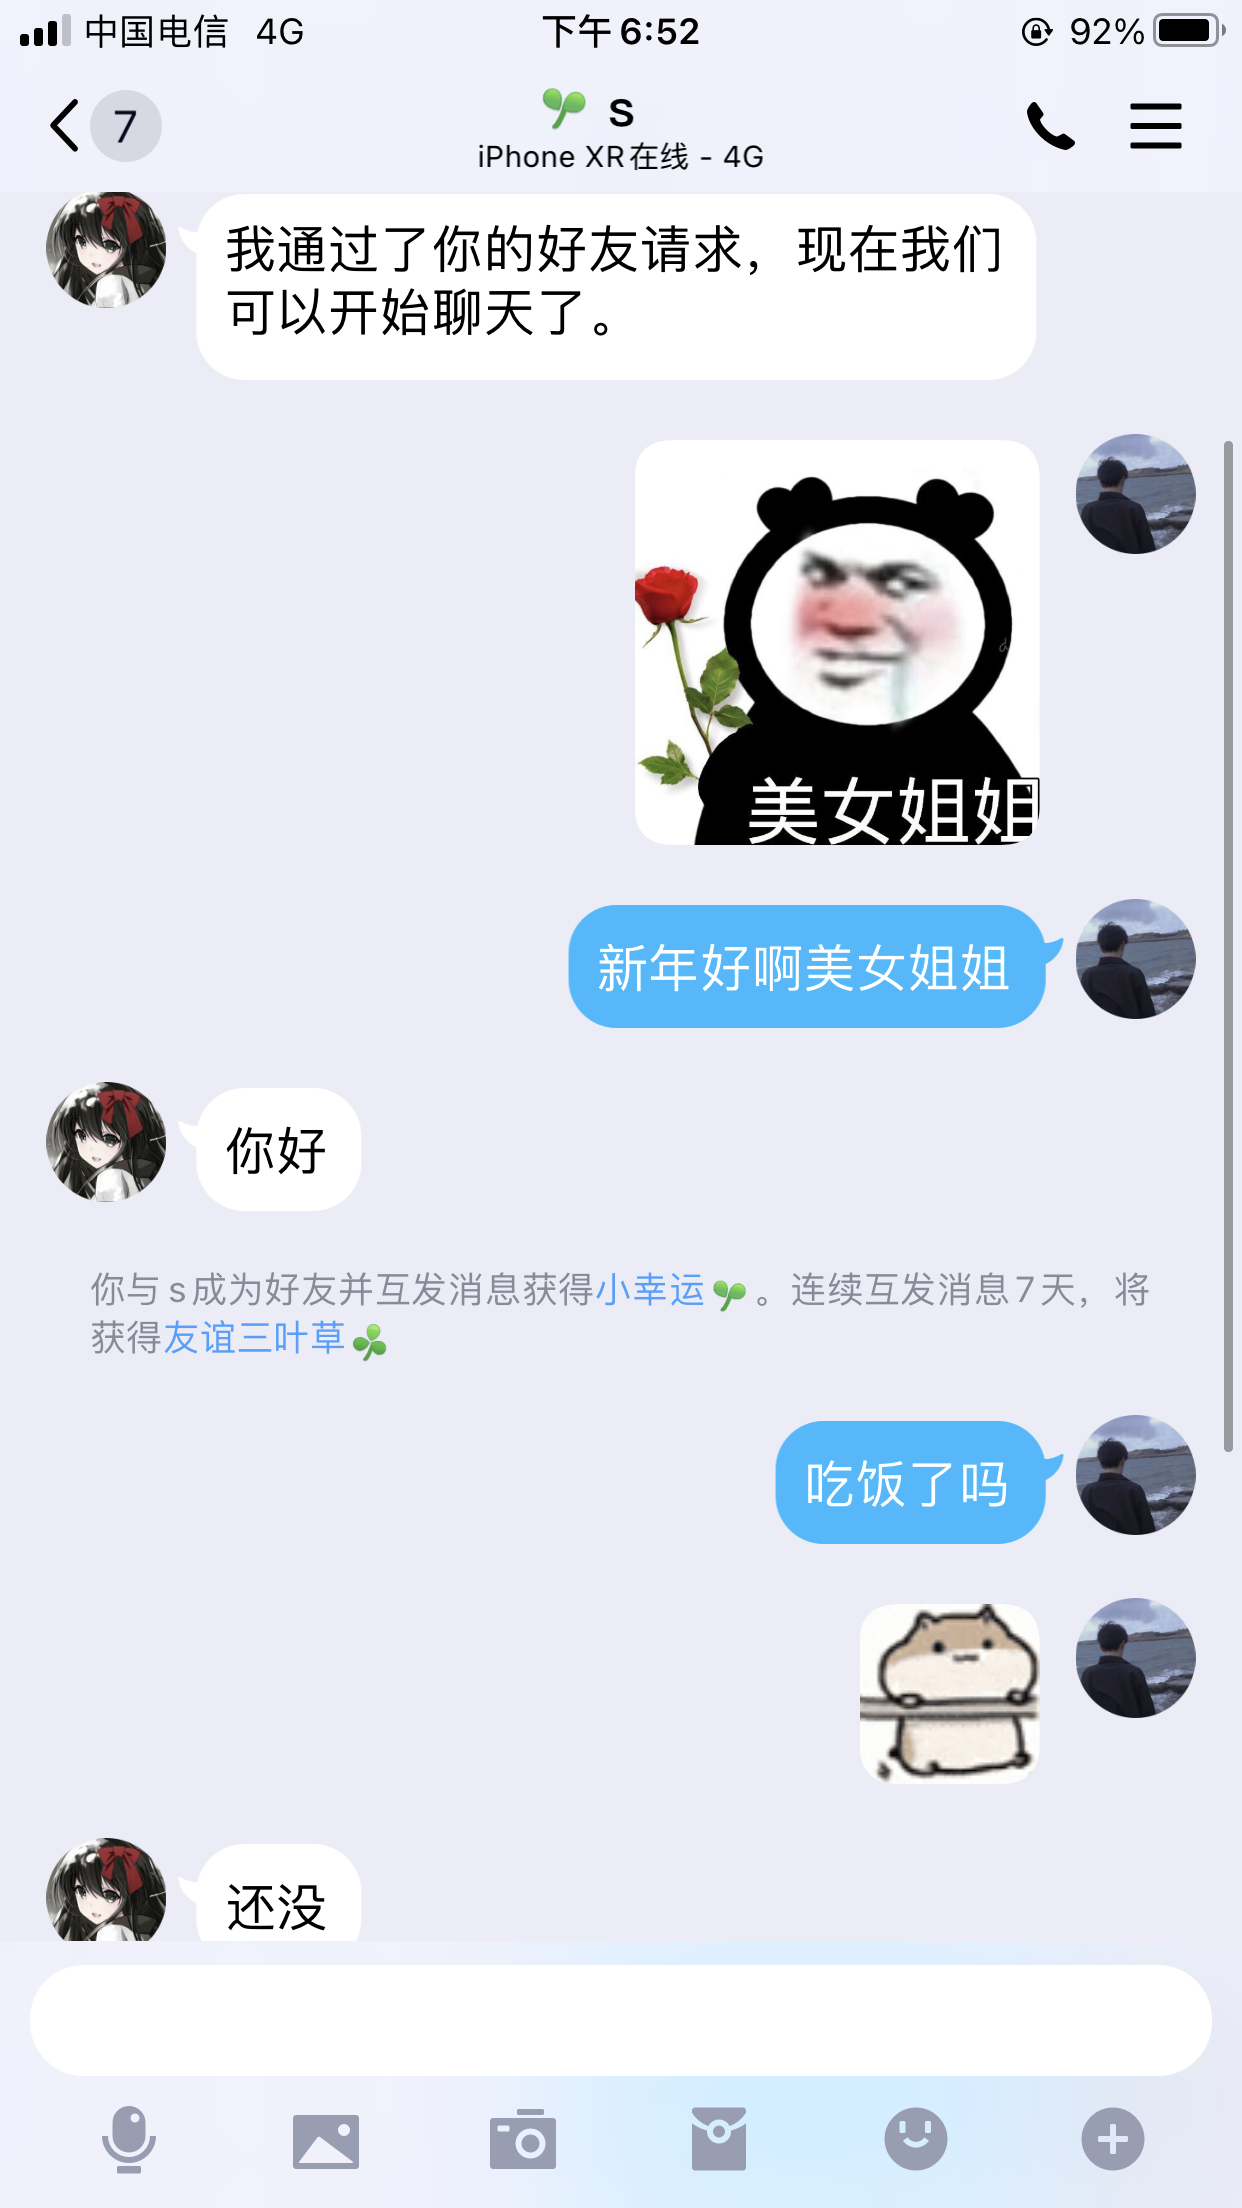 中国电信 4G 下午 6:52 92%
7 s
iPhone XR在线 - 4G
我通过了你的好友请求，现在我们
可以开始聊天了。
美女姐姐
新年好啊美女姐姐
你好
你与s成为好友并互发消息获得小幸运。连续互发消息7天，将
获得友谊三叶草
吃饭了吗
还没